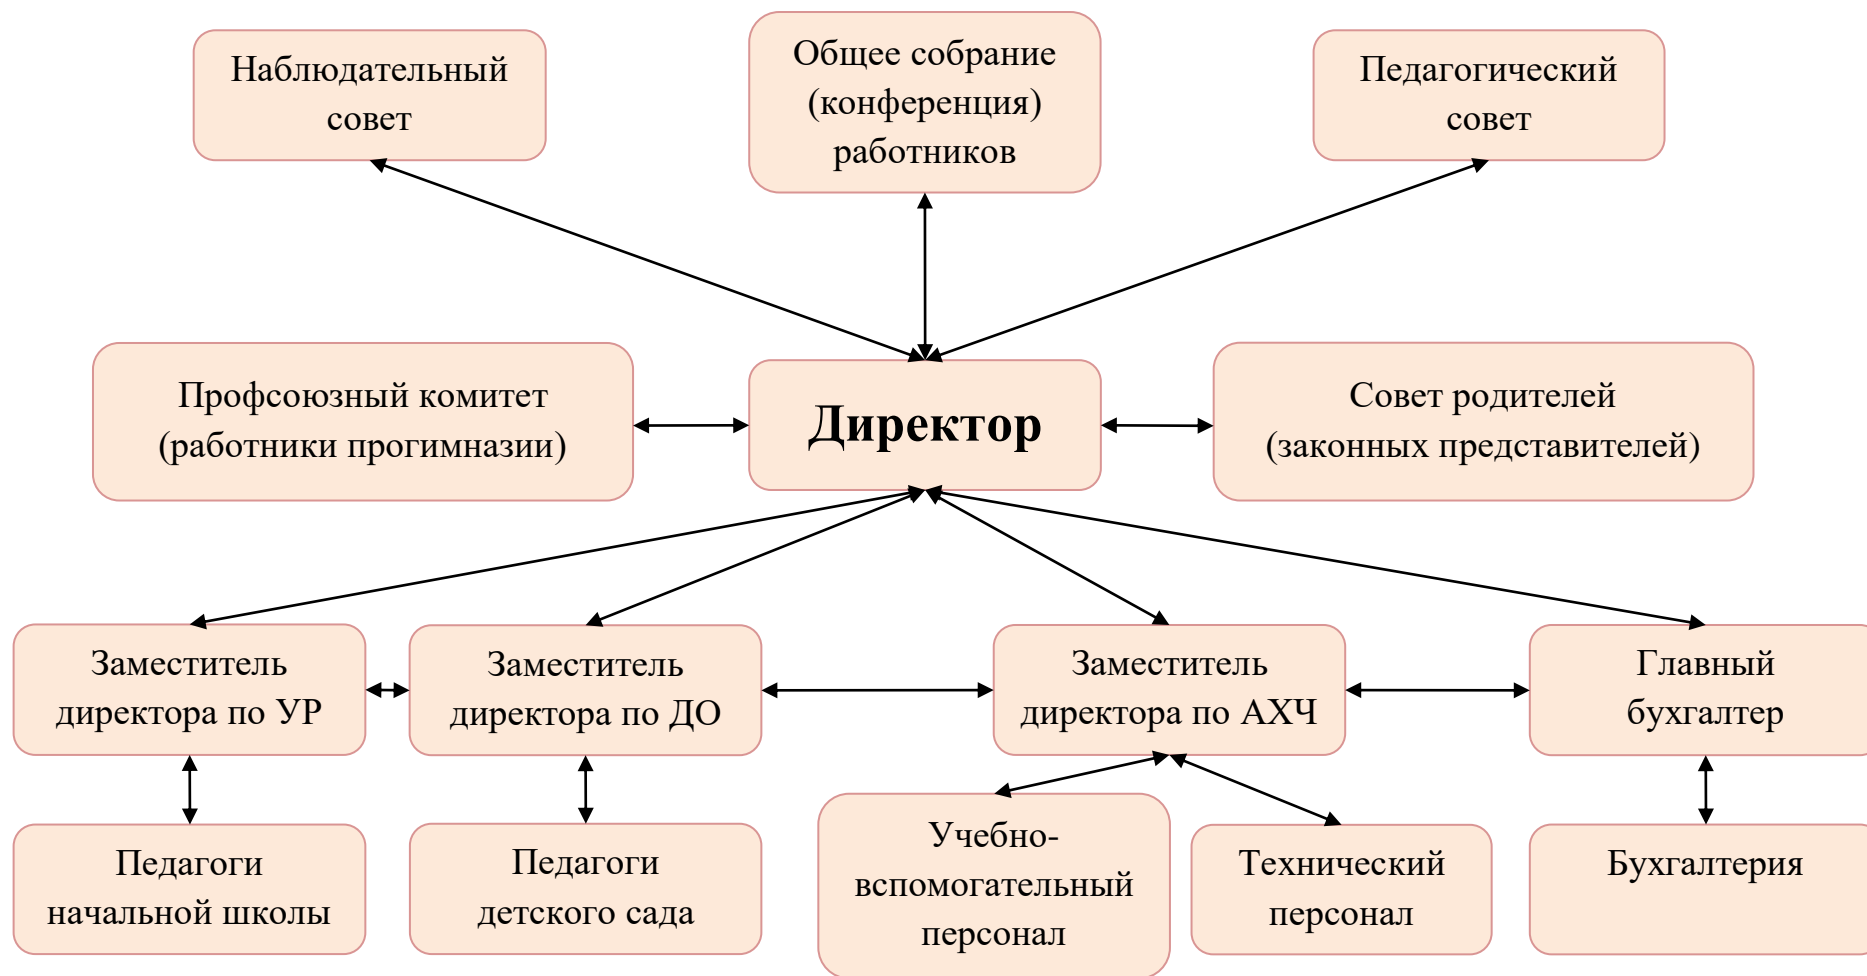 Наблюдательный
совет
Общее собрание
(конференция)
работников
Педагогический
совет
Профсоюзный комитет
(работники прогимназии)
Директор
Совет родителей
(законных представителей)
Заместитель
директора по УР
Заместитель
директора по ДО
Заместитель
директора по АХЧ
Главный
бухгалтер
Педагоги
начальной школы
Педагоги
детского сада
Учебно-
вспомогательный
персонал
Технический
персонал
Бухгалтерия